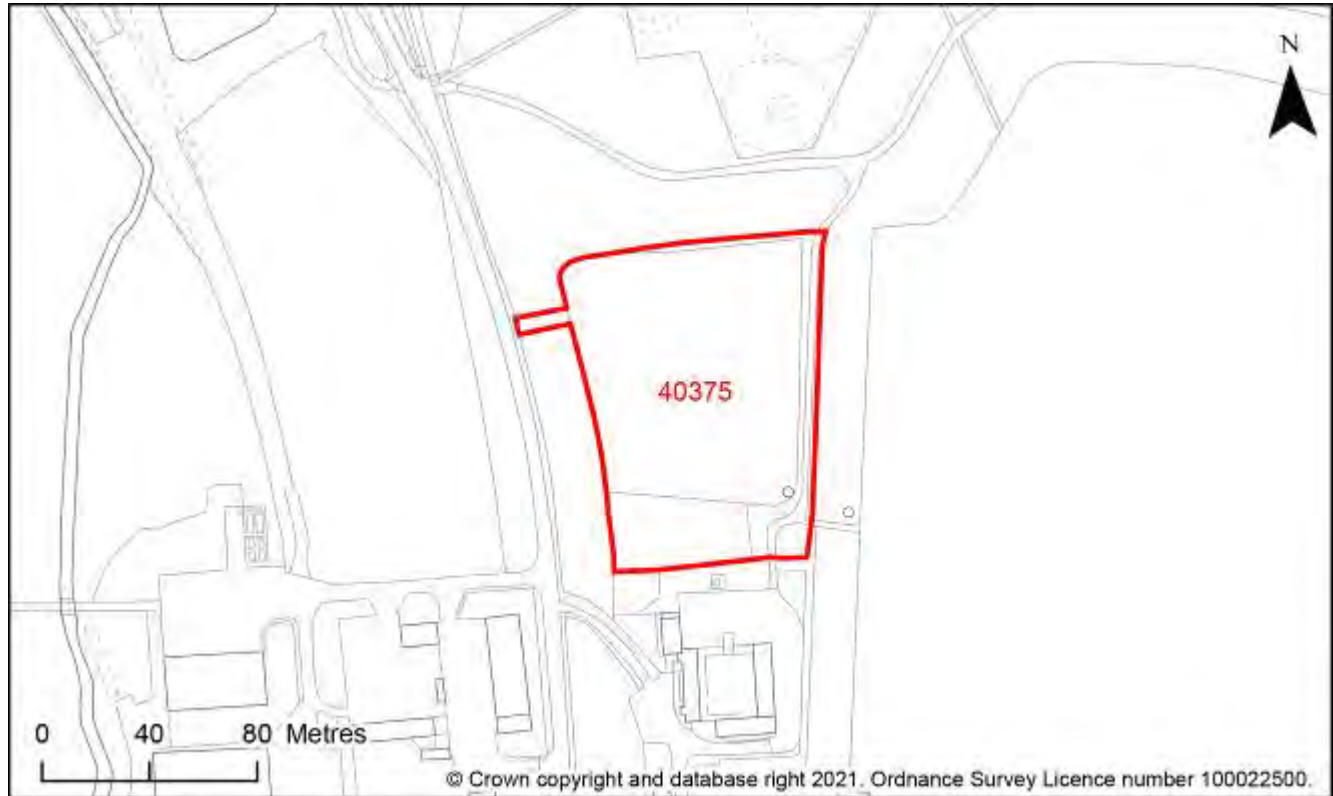 N
40375
0 40 80 Metres
© Crown copyright and database right 2021. Ordnance Survey Licence number 100022500.